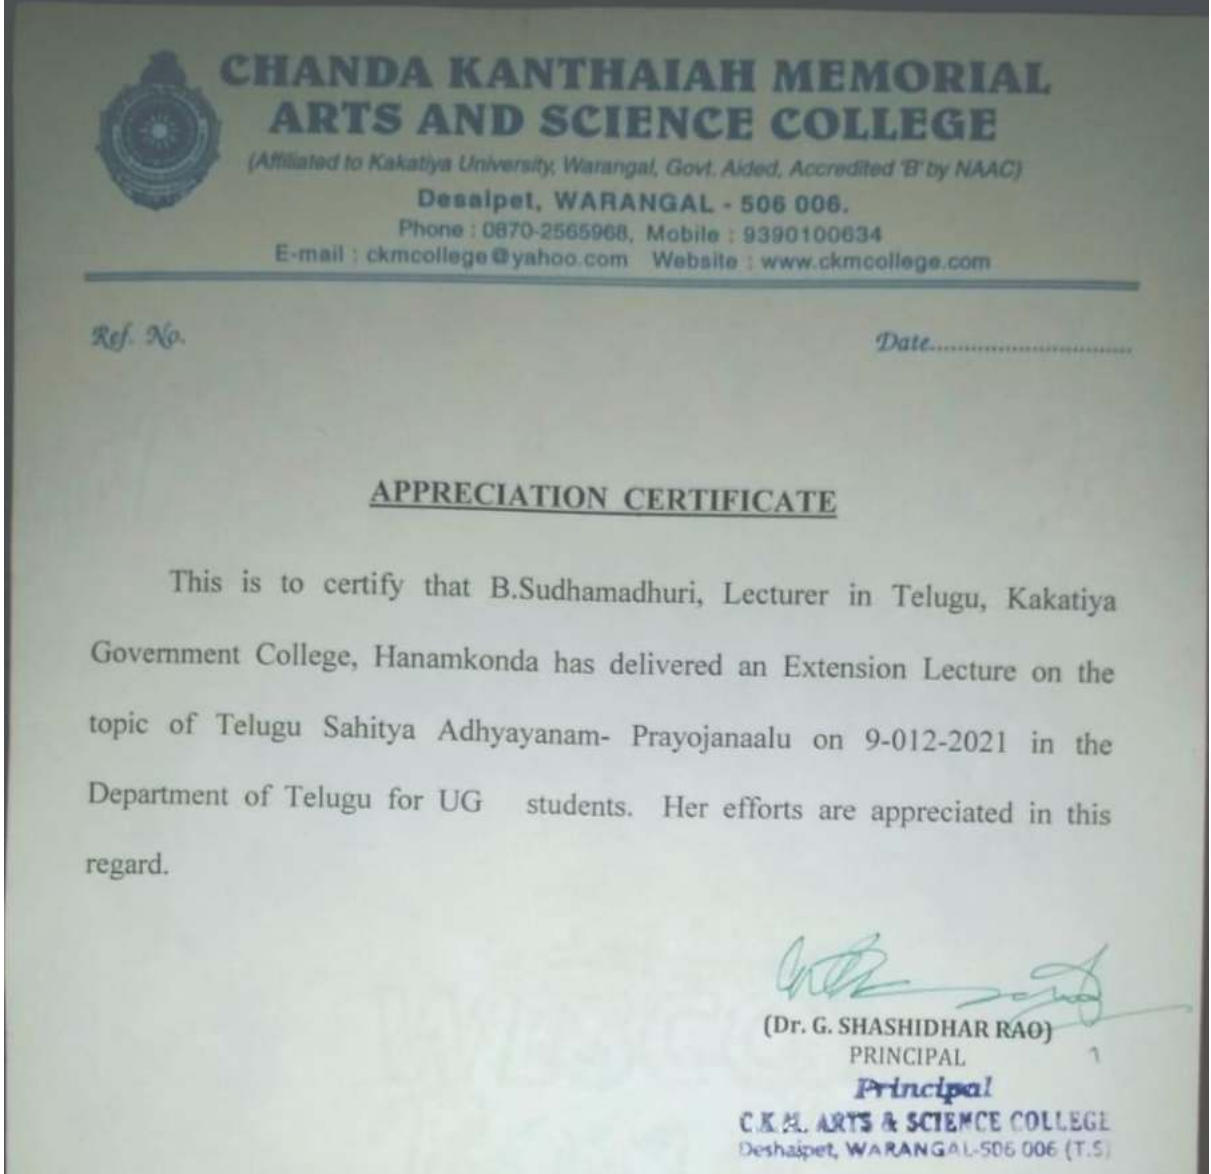 CHANDA KANTHAIAH MEMORIAL
ARTS AND SCIENCE COLLEGE
(Affiliated to Kakatiya University, Warangal, Govt. Aided, Accredited 'B' by NAAC)
Desaipet, WARANGAL - 506 006.
Phone : 0870-2565968, Mobile : 9390100634
E-mail : ckmcollege@yahoo.com Website : www.ckmcollege.com
Ref. No.
Date..............................
APPRECIATION CERTIFICATE
This is to certify that B.Sudhamadhuri, Lecturer in Telugu, Kakatiya
Government College, Hanamkonda has delivered an Extension Lecture on the
topic of Telugu Sahitya Adhyayanam- Prayojanaalu on 9-012-2021 in the
Department of Telugu for UG students. Her efforts are appreciated in this
regard.
(Dr. G. SHASHIDHAR RAO)
PRINCIPAL
Principal
C.K.M. ARTS & SCIENCE COLLEGE
Deshaipet, WARANGAL-506 006 (T.S)